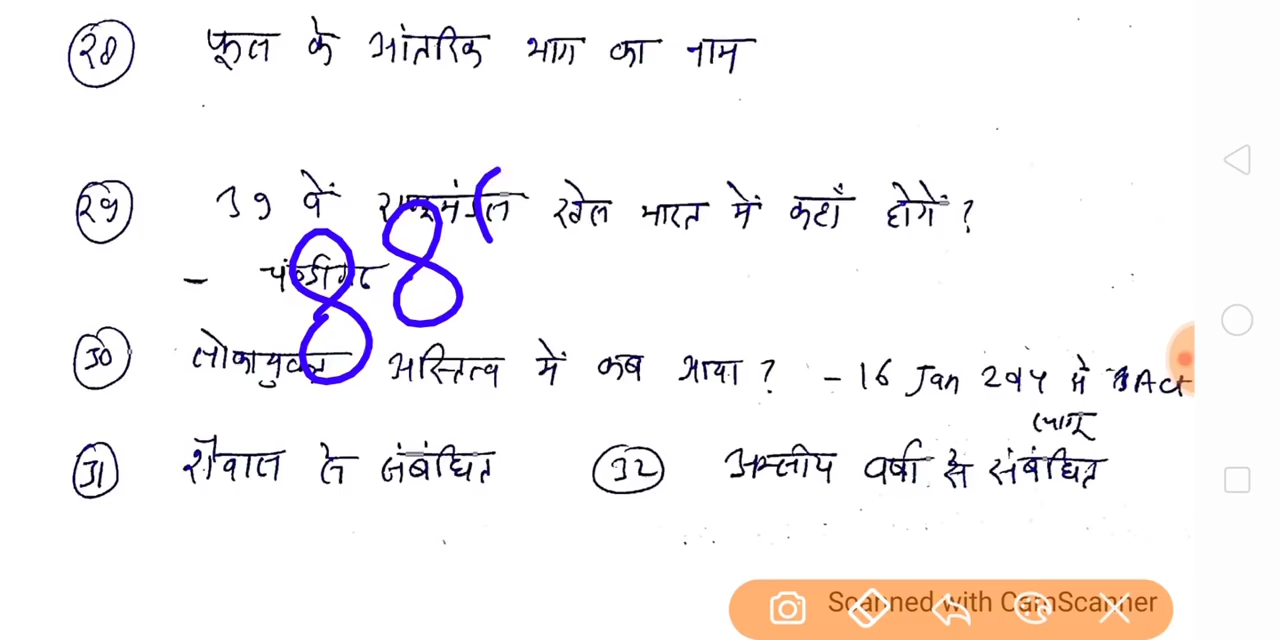 28 फूल के आंतरिक भाग का नाम
29 39 वें राष्ट्रमंडल खेल भारत में कहाँ होगें ?
- चंडीगढ
30 लोकायुक्त अस्तित्व में कब आया ? - 16 Jan 2014 मे Act
लागू
31 शैवाल से संबंधित 32 अम्लीय वर्षा से संबंधित
Scanned with CamScanner